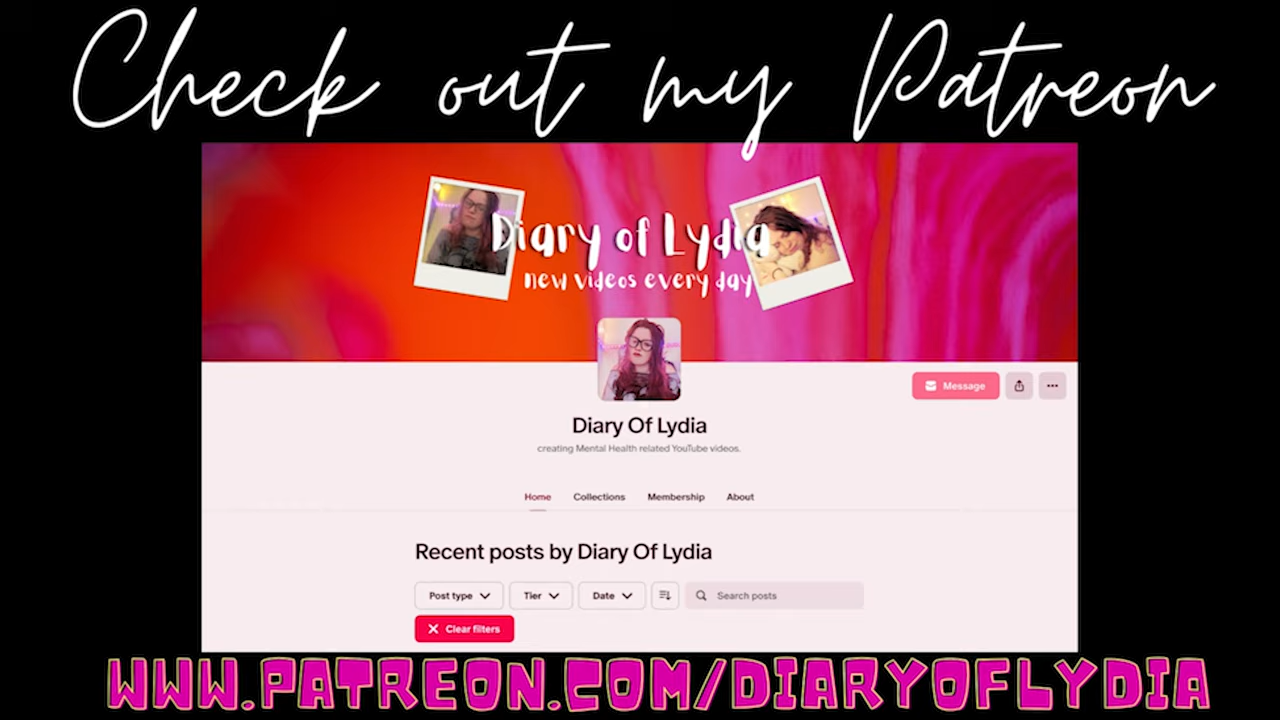 Check out my Patreon
Diary of Lydia
new videos every day
Message
Diary Of Lydia
creating Mental Health related YouTube videos.
Home Collections Membership About
Recent posts by Diary Of Lydia
Post type Tier Date Search posts
Clear filters
WWW.PATREON.COM/DIARYOFLYDIA